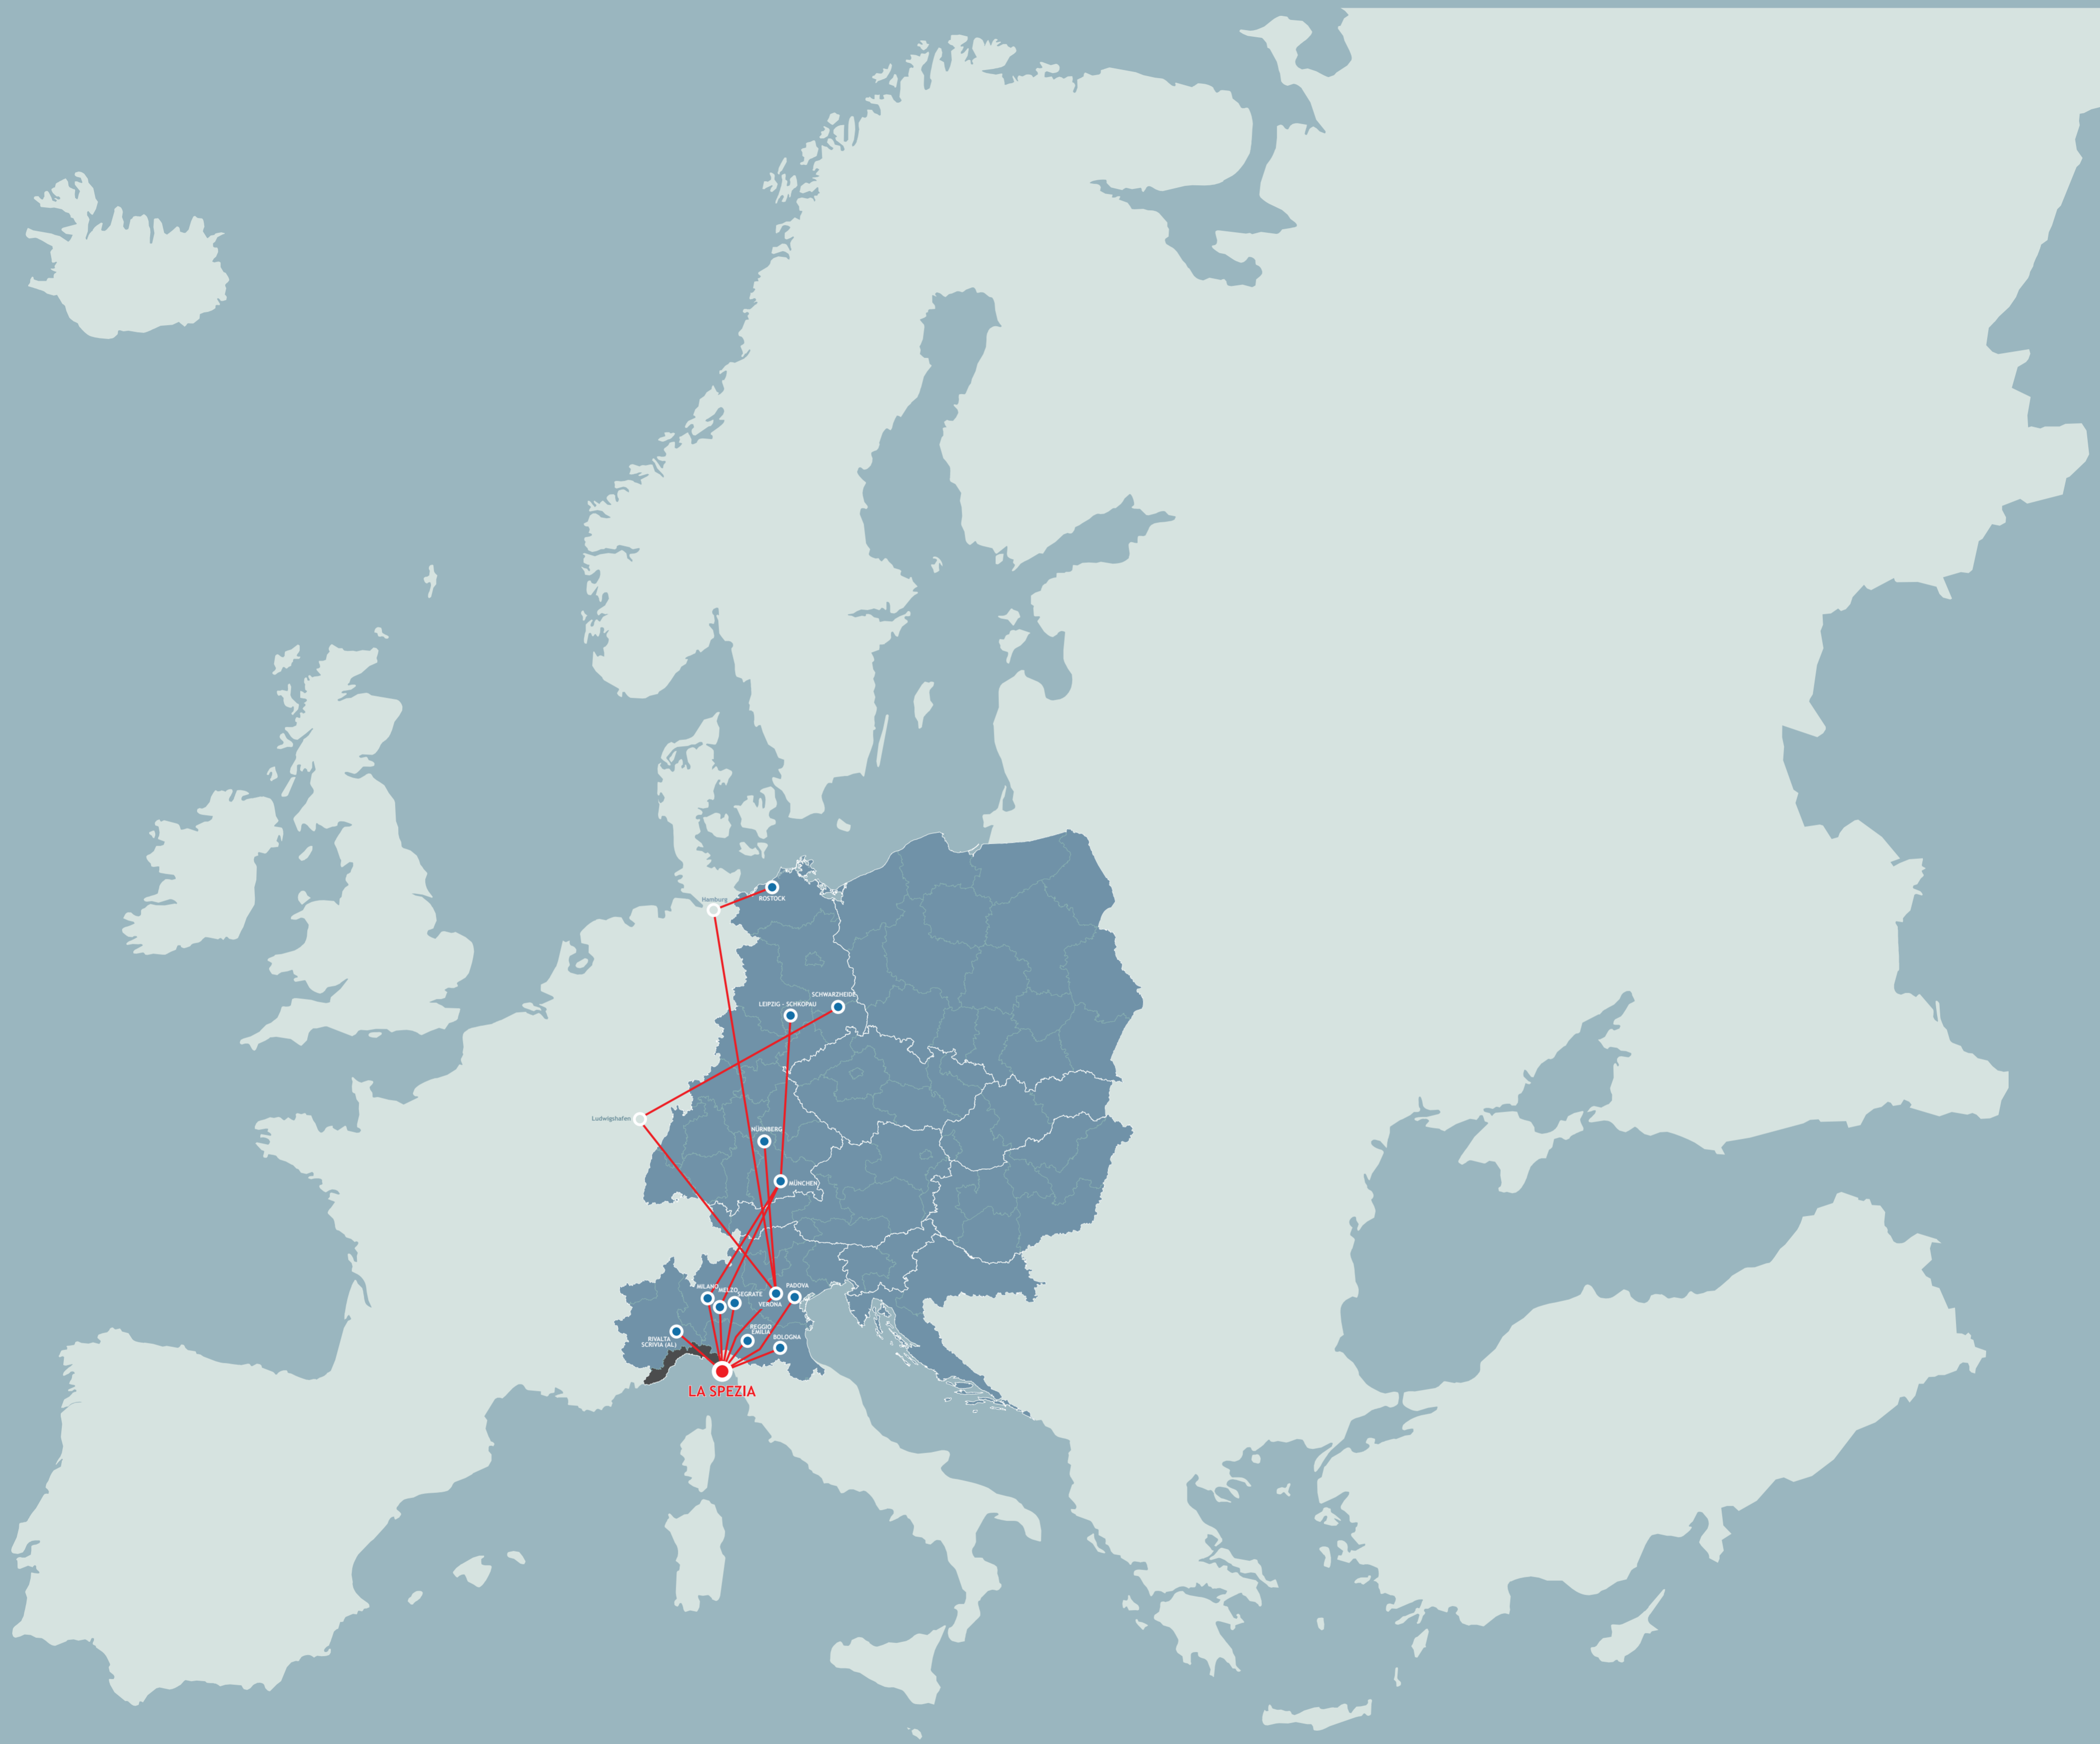 Hamburg
ROSTOCK
SCHWARZHEIDE
LEIPZIG - SCHKOPAU
Ludwigshafen
NÜRNBERG
MÜNCHEN
MILANO
MELZO
SEGRATE
VERONA
PADOVA
RIVALTA
SCRIVIA (AL)
REGGIO
EMILIA
BOLOGNA
LA SPEZIA